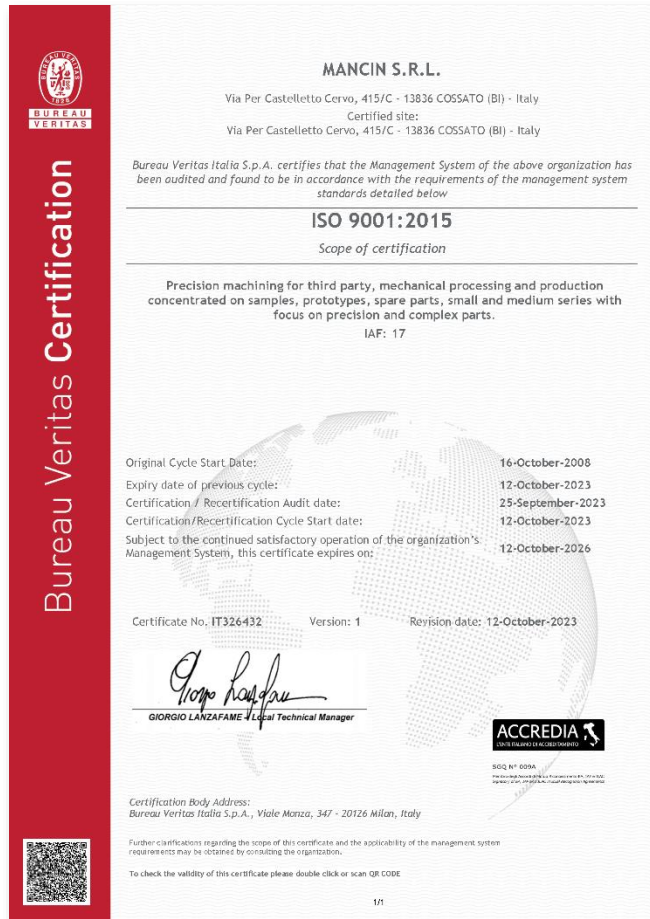 BUREAU VERITAS
1828
BUREAU
VERITAS
Bureau Veritas Certification
MANCIN S.R.L.
Via Per Castelletto Cervo, 415/C - 13836 COSSATO (BI) - Italy
Certified site:
Via Per Castelletto Cervo, 415/C - 13836 COSSATO (BI) - Italy
Bureau Veritas Italia S.p.A. certifies that the Management System of the above organization has
been audited and found to be in accordance with the requirements of the management system
standards detailed below
ISO 9001:2015
Scope of certification
Precision machining for third party, mechanical processing and production
concentrated on samples, prototypes, spare parts, small and medium series with
focus on precision and complex parts.
IAF: 17
Original Cycle Start Date: 16-October-2008
Expiry date of previous cycle: 12-October-2023
Certification / Recertification Audit date: 25-September-2023
Certification/Recertification Cycle Start date: 12-October-2023
Subject to the continued satisfactory operation of the organization's
Management System, this certificate expires on: 12-October-2026
Certificate No. IT326432 Version: 1 Revision date: 12-October-2023
GIORGIO LANZAFAME - Local Technical Manager
ACCREDIA
L'ENTE ITALIANO DI ACCREDITAMENTO
SGQ N° 009A
Certification Body Address:
Bureau Veritas Italia S.p.A., Viale Monza, 347 - 20126 Milan, Italy
Further clarifications regarding the scope of this certificate and the applicability of the management system
requirements may be obtained by consulting the organization.
To check the validity of this certificate please double click or scan QR CODE
1/1